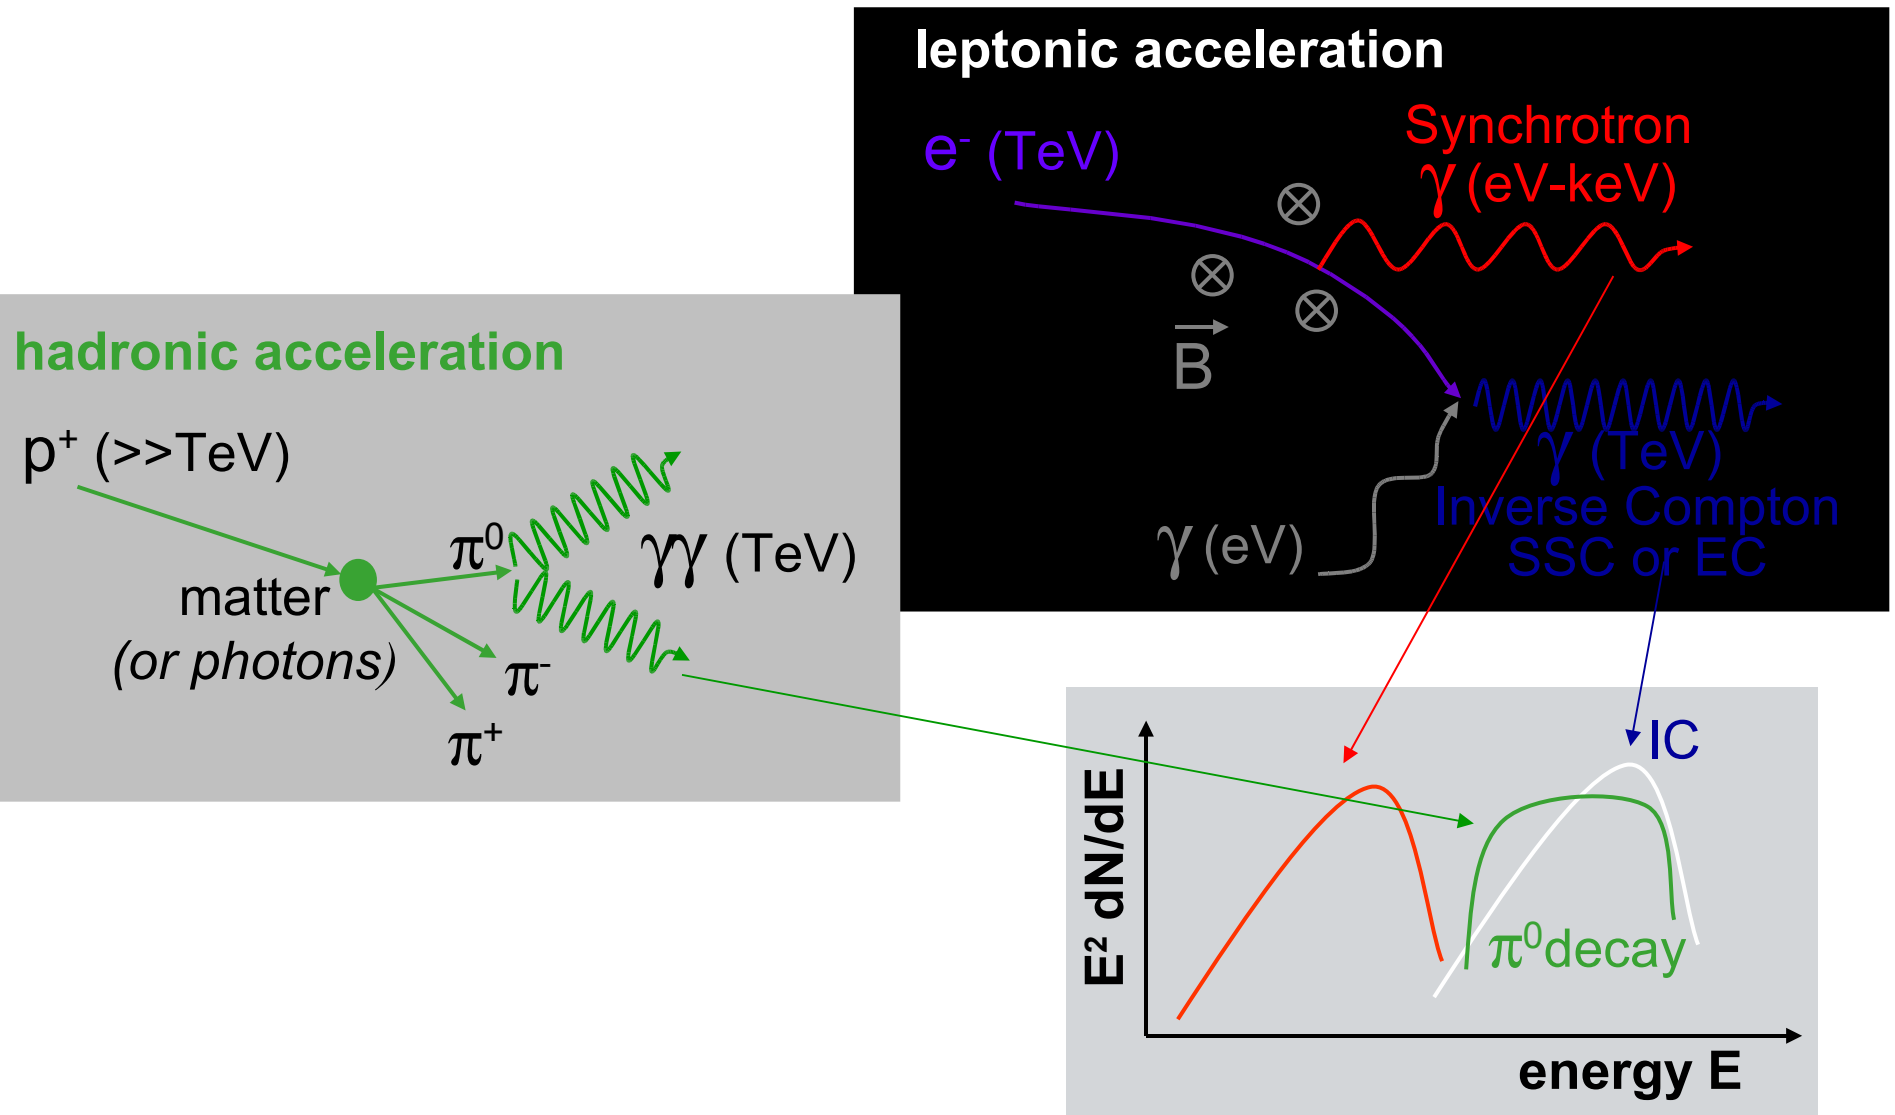 leptonic acceleration
e⁻ (TeV)
Synchrotron
γ (eV-keV)
B
γ (TeV)
Inverse Compton
SSC or EC
γ (eV)
hadronic acceleration
p⁺ (>>TeV)
π⁰
γγ (TeV)
matter
(or photons)
π⁻
π⁺
IC
E² dN/dE
π⁰decay
energy E